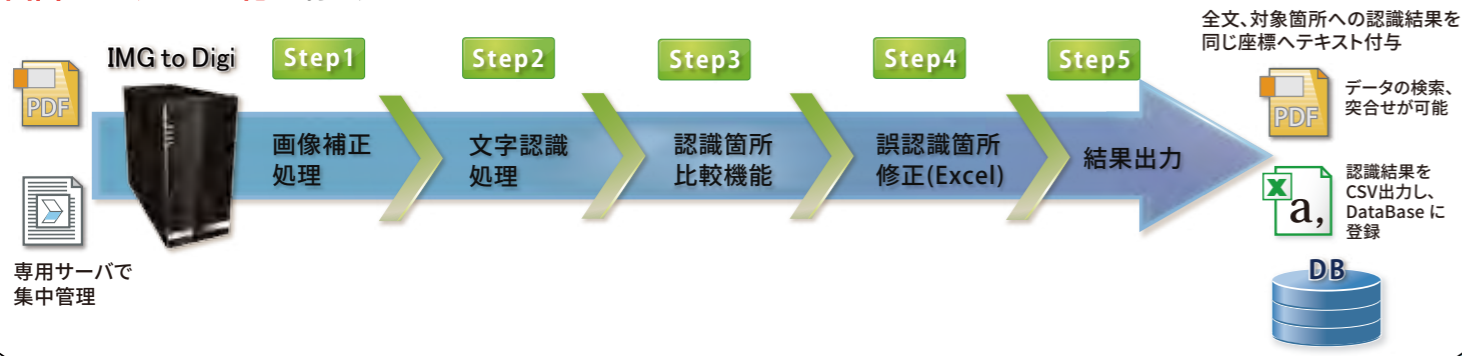 IMG to Digi
PDF
専用サーバで
集中管理
Step1
画像補正
処理
Step2
文字認識
処理
Step3
認識箇所
比較機能
Step4
誤認識箇所
修正(Excel)
Step5
結果出力
全文、対象箇所への認識結果を
同じ座標へテキスト付与
PDF
データの検索、
突合せが可能
X
a,
認識結果を
CSV出力し、
DataBase に
登録
DB